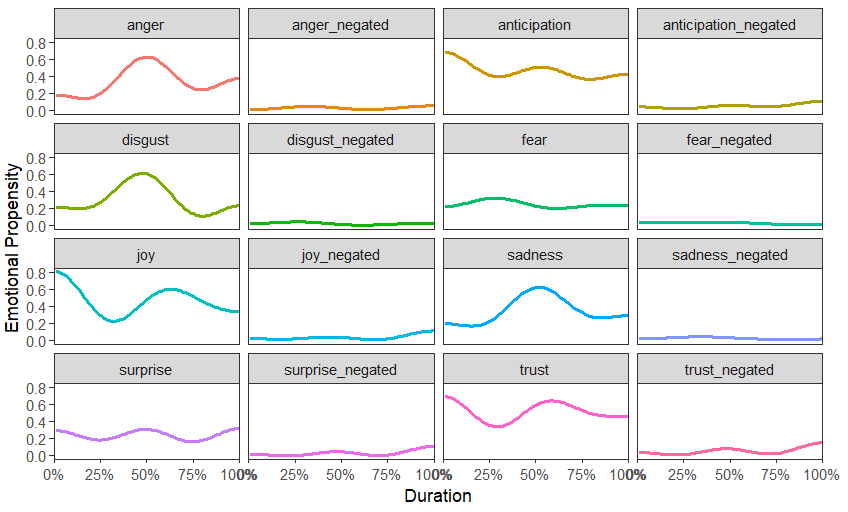 anger anger_negated anticipation anticipation_negated
0.8
0.6
0.4
0.2
0.0
disgust disgust_negated fear fear_negated
0.8
0.6
0.4
0.2
0.0
joy joy_negated sadness sadness_negated
0.8
0.6
0.4
0.2
0.0
surprise surprise_negated trust trust_negated
0.8
0.6
0.4
0.2
0.0
Emotional Propensity
0% 25% 50% 75% 100% 0% 25% 50% 75% 100% 0% 25% 50% 75% 100% 0% 25% 50% 75% 100%
Duration